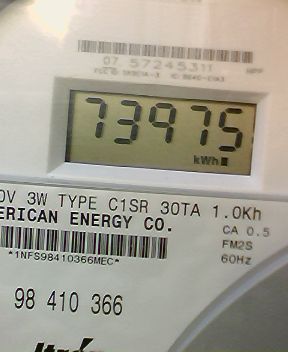 07 57245311
73975
kWh
0V 3W TYPE C1SR 30TA 1.0Kh
ERICAN ENERGY CO.
CA 0.5
FM2S
*1NFS98410366MEC*
60Hz
98 410 366
Itron